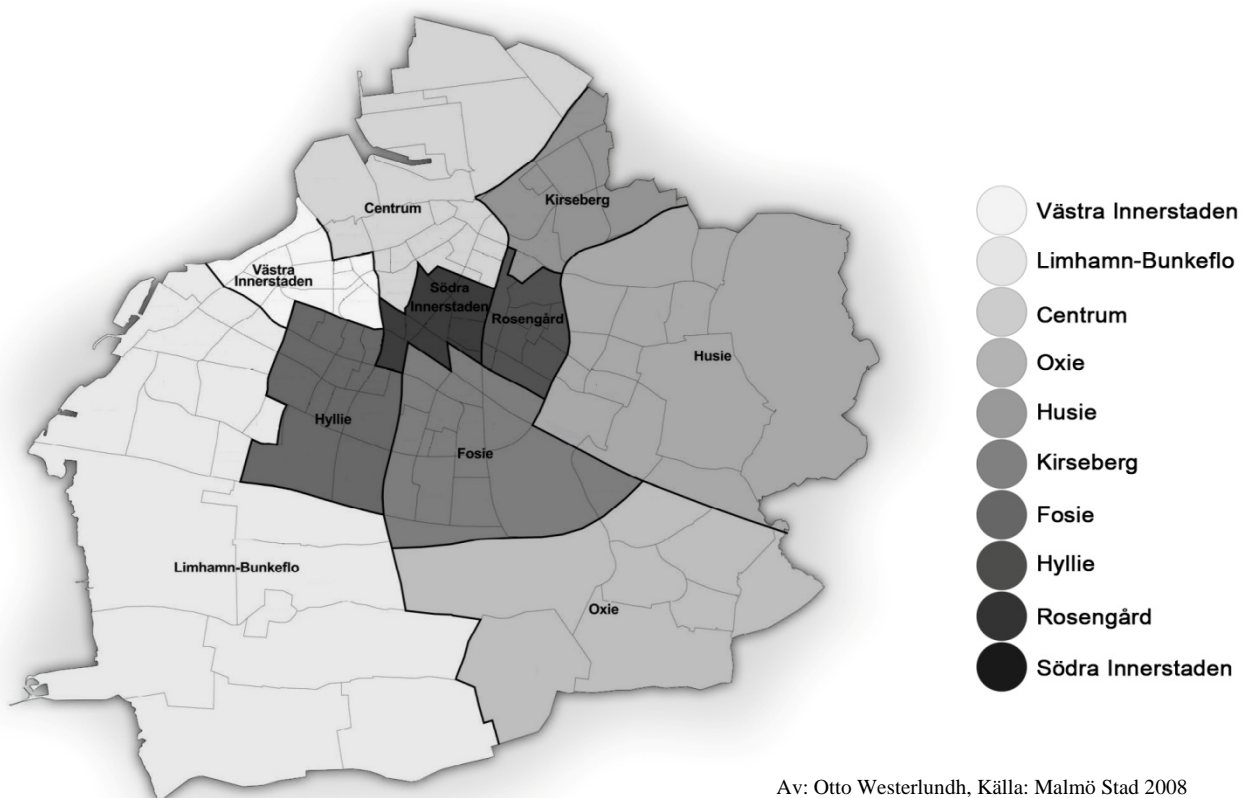 Kirseberg
Centrum
Västra
Innerstaden
Södra
Innerstaden
Rosengård
Husie
Hyllie
Fosie
Limhamn-Bunkeflo
Oxie
Västra Innerstaden
Limhamn-Bunkeflo
Centrum
Oxie
Husie
Kirseberg
Fosie
Hyllie
Rosengård
Södra Innerstaden
Av: Otto Westerlundh, Källa: Malmö Stad 2008